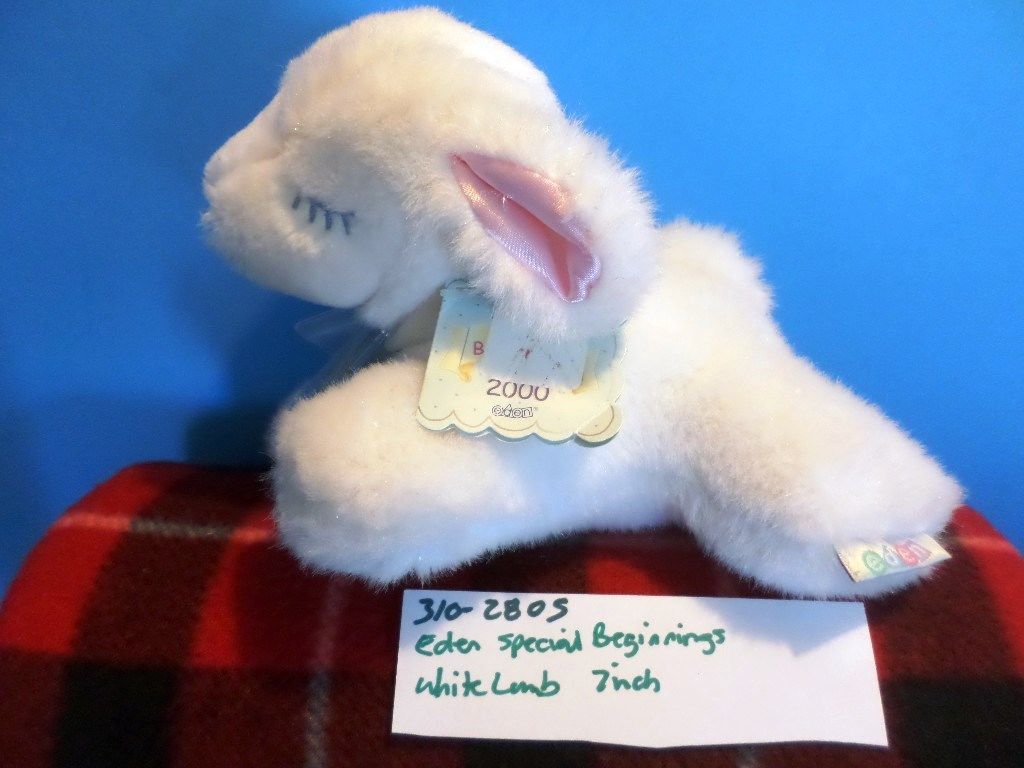 2000
eden
eden
310-2805
Eden Special Beginnings
White Lamb 7inch